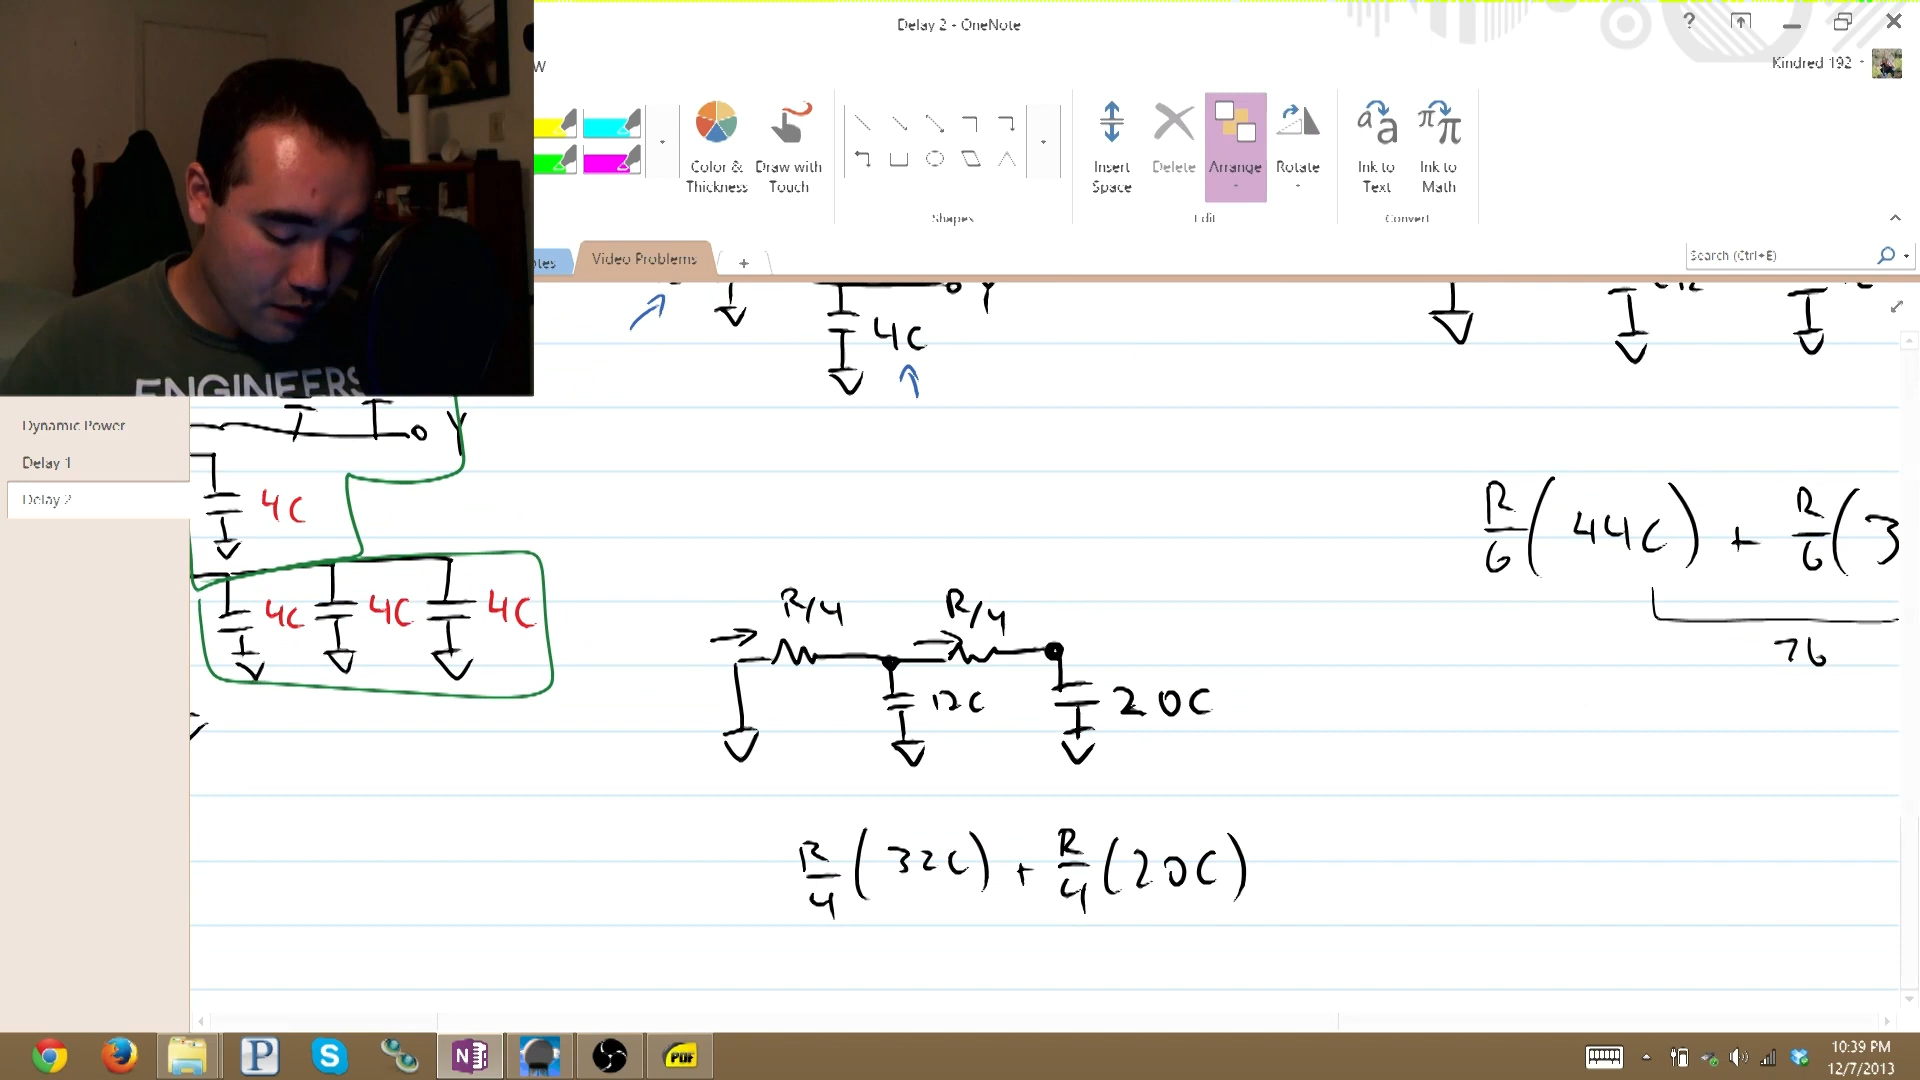 Delay 2 - OneNote
?
W
Kindred 192
Color & Thickness
Draw with Touch
Insert Space
Delete
Arrange
Rotate
Ink to Text
Ink to Math
Shapes
Edit
Convert
otes
Video Problems
+
Search (Ctrl+E)
ENGINEERS
Dynamic Power
Delay 1
Delay 2
4C
Y
4C
4C 4C 4C
R/4 R/4
12C 20C
R/4 (32C) + R/4 (20C)
R/6 (44C) + R/6 (3
76
N
PDF
10:39 PM
12/7/2013